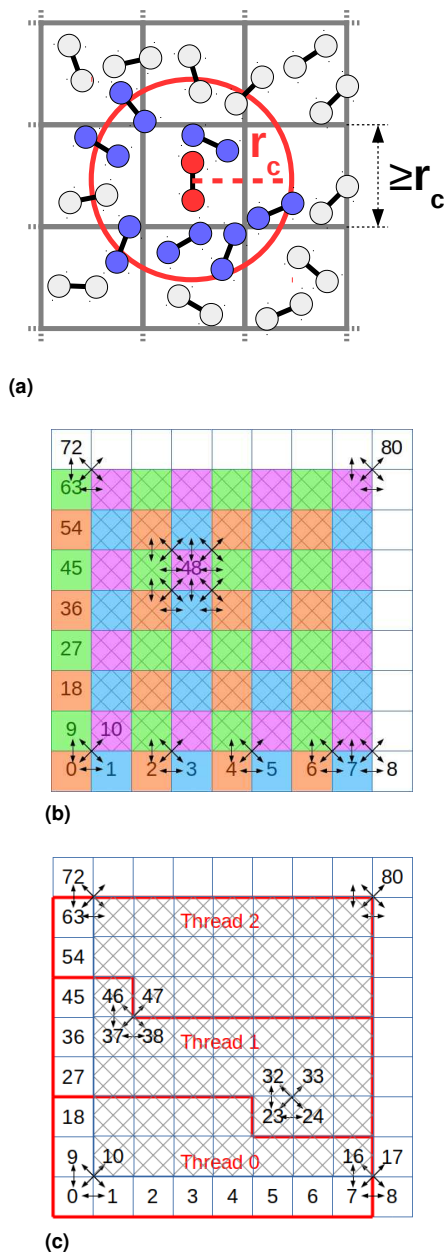 r_c
≥r_c
(a)
72 80
63
54
45 48
36
27
18
9 10
0 1 2 3 4 5 6 7 8
(b)
72 80
63 Thread 2
54
45 46 47
36 37 38 Thread 1
27 32 33
18 23 24
9 10 Thread 0 16 17
0 1 2 3 4 5 6 7 8
(c)